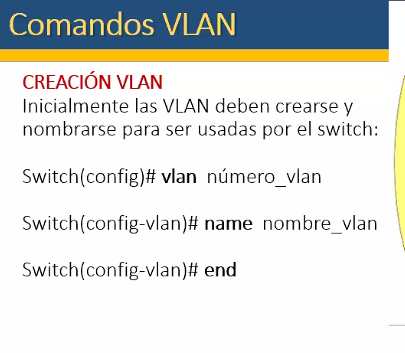 Comandos VLAN
CREACIÓN VLAN
Inicialmente las VLAN deben crearse y
nombrarse para ser usadas por el switch:
Switch(config)# vlan número_vlan
Switch(config-vlan)# name nombre_vlan
Switch(config-vlan)# end